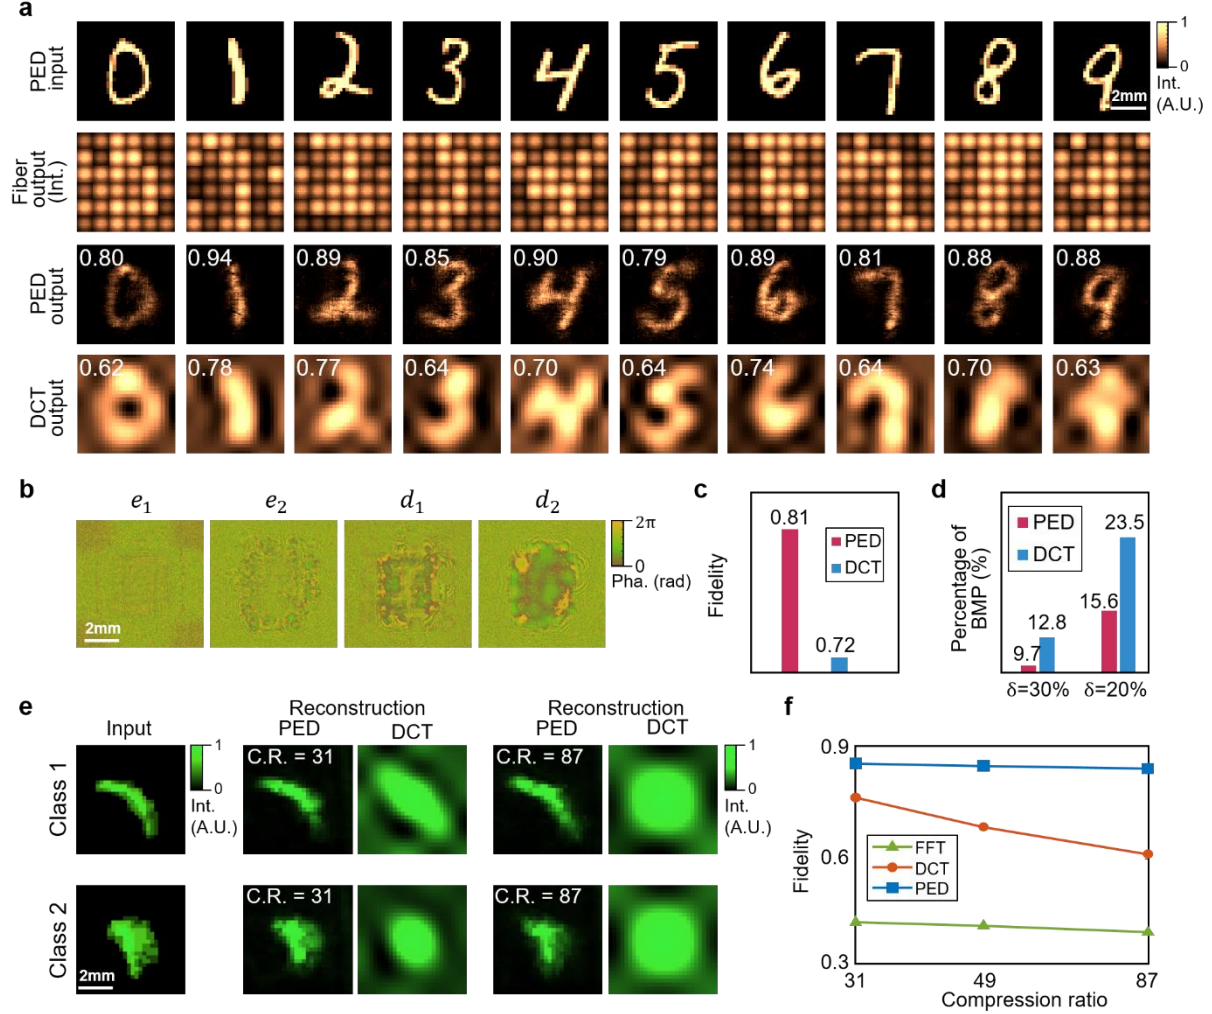 a
PED input
1
0
Int. (A.U.)
2mm
Fiber output (Int.)
PED output
0.80 0.94 0.89 0.85 0.90 0.79 0.89 0.81 0.88 0.88
DCT output
0.62 0.78 0.77 0.64 0.70 0.64 0.74 0.64 0.70 0.63
b
e₁ e₂ d₁ d₂
2mm
2π
0
Pha. (rad)
c
Fidelity
0.81
0.72
PED
DCT
d
Percentage of BMP (%)
PED
DCT
9.7
12.8
15.6
23.5
δ=30% δ=20%
e
Input
Reconstruction
PED DCT
Reconstruction
PED DCT
Class 1
1
0
Int. (A.U.)
C.R. = 31
C.R. = 87
1
0
Int. (A.U.)
Class 2
2mm
C.R. = 31
C.R. = 87
f
Fidelity
0.9
0.6
0.3
FFT
DCT
PED
31 49 87
Compression ratio